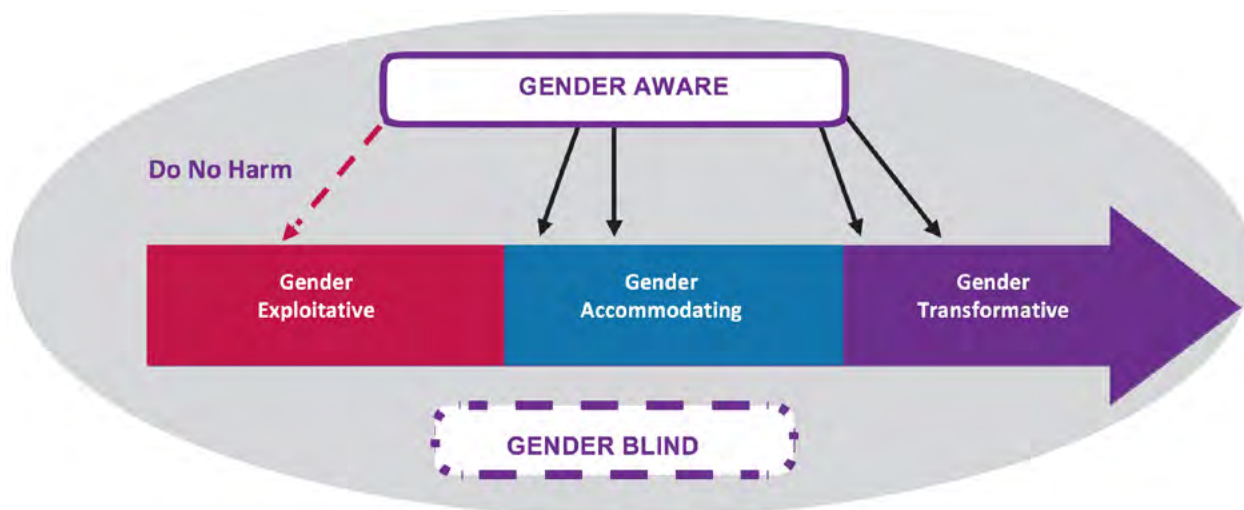 GENDER AWARE
Do No Harm
Gender
Exploitative
Gender
Accommodating
Gender
Transformative
GENDER BLIND